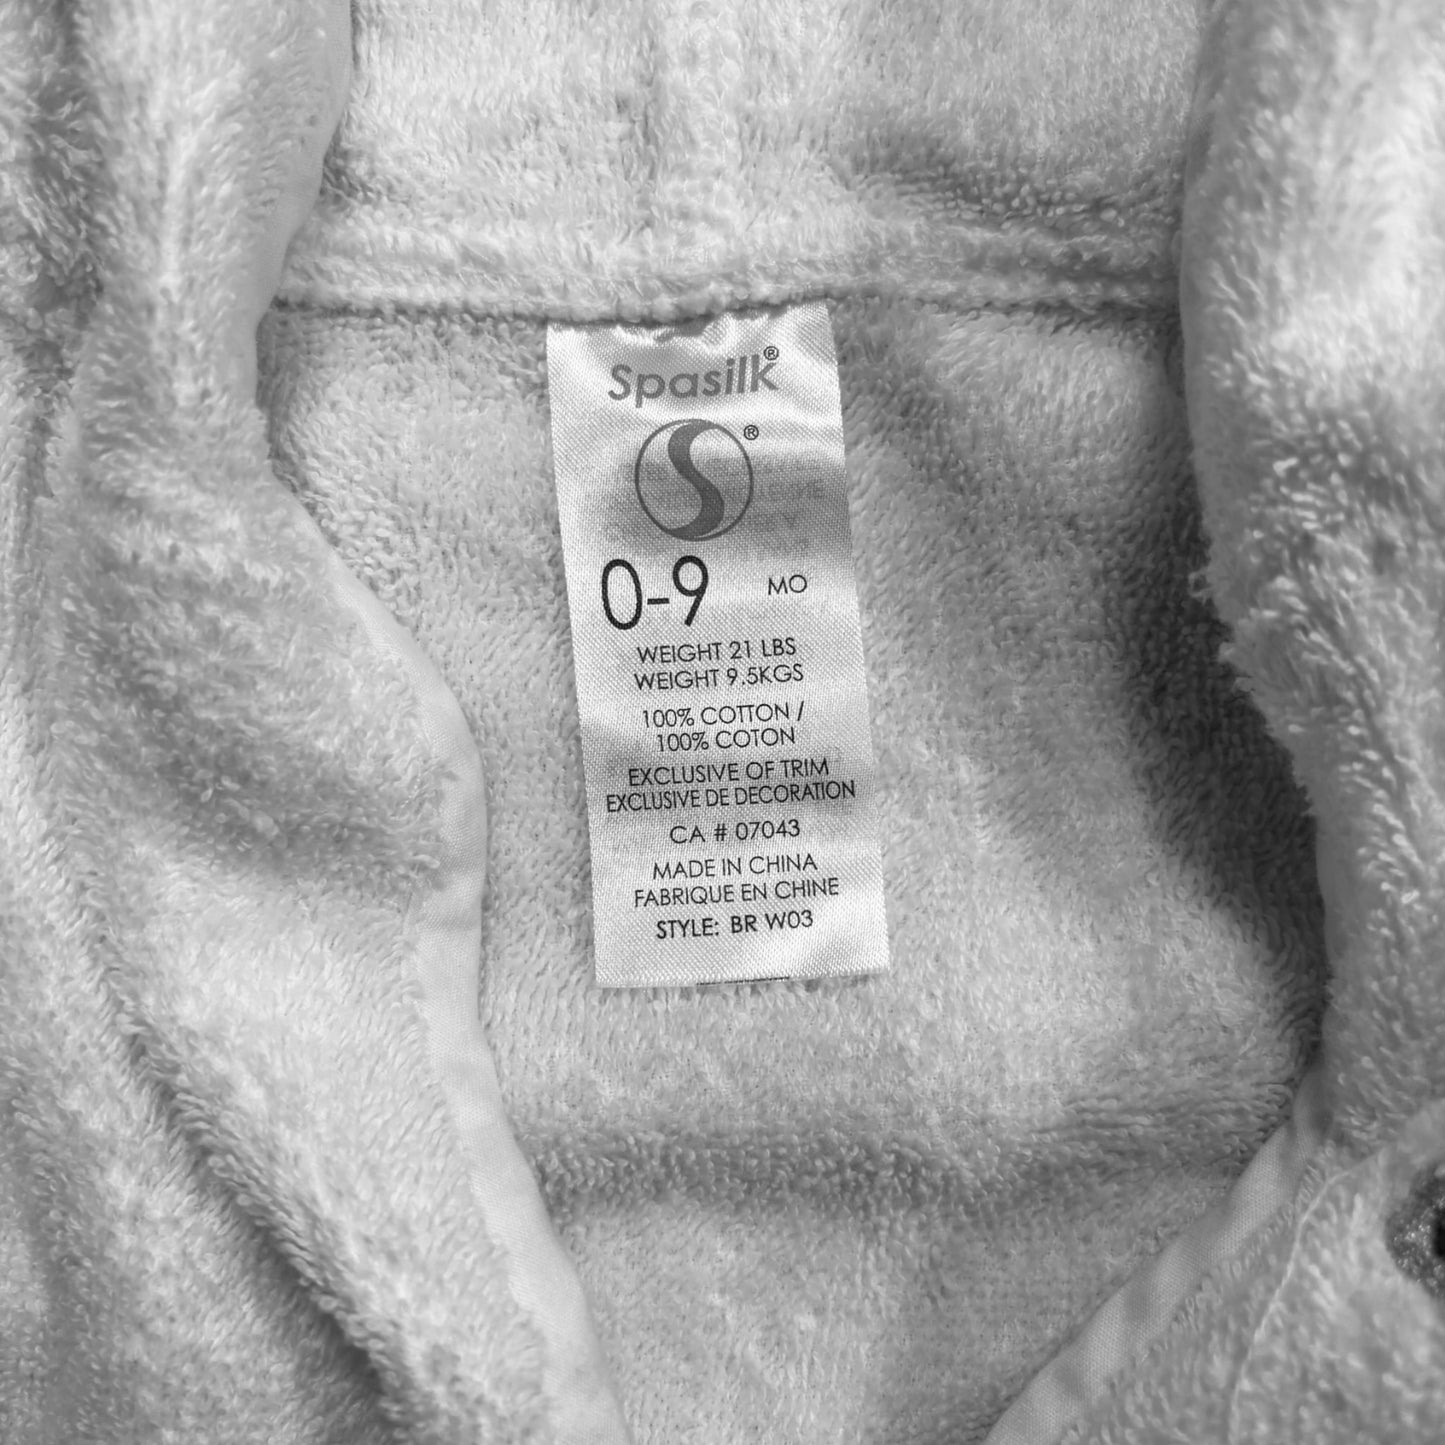 Spasilk®
S®
0-9 MO
WEIGHT 21 LBS
WEIGHT 9.5KGS
100% COTTON /
100% COTON
EXCLUSIVE OF TRIM
EXCLUSIVE DE DECORATION
CA # 07043
MADE IN CHINA
FABRIQUE EN CHINE
STYLE: BR W03